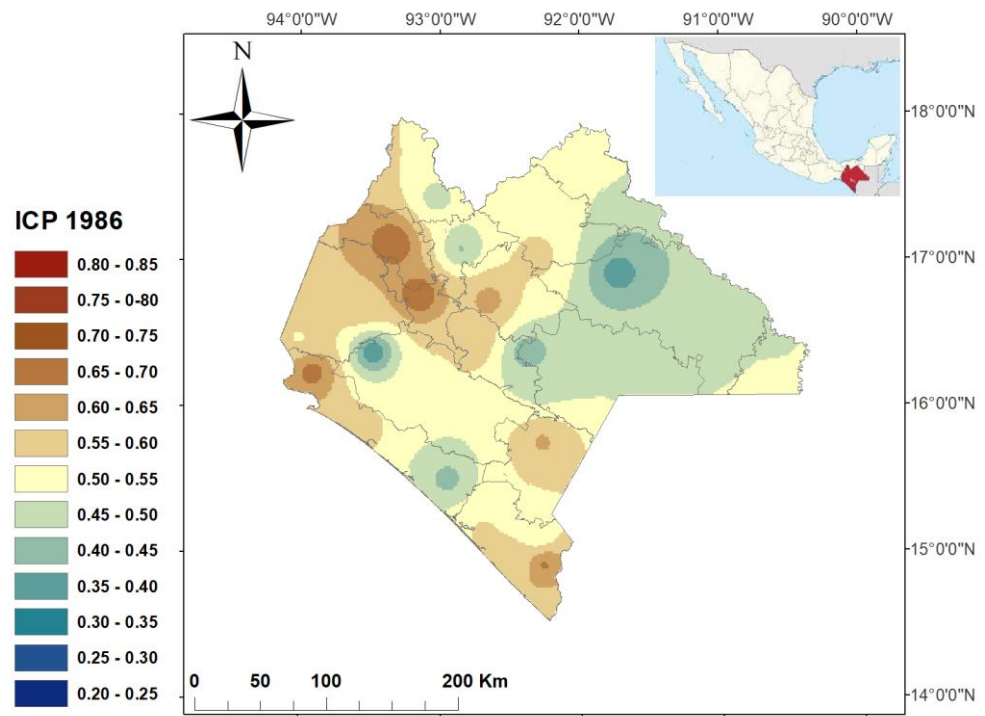 94°0'0"W 93°0'0"W 92°0'0"W 91°0'0"W 90°0'0"W
N
18°0'0"N
ICP 1986
0.80 - 0.85
17°0'0"N
0.75 - 0.80
0.70 - 0.75
0.65 - 0.70
0.60 - 0.65
16°0'0"N
0.55 - 0.60
0.50 - 0.55
0.45 - 0.50
0.40 - 0.45
15°0'0"N
0.35 - 0.40
0.30 - 0.35
0.25 - 0.30
0.20 - 0.25
0 50 100 200 Km
14°0'0"N